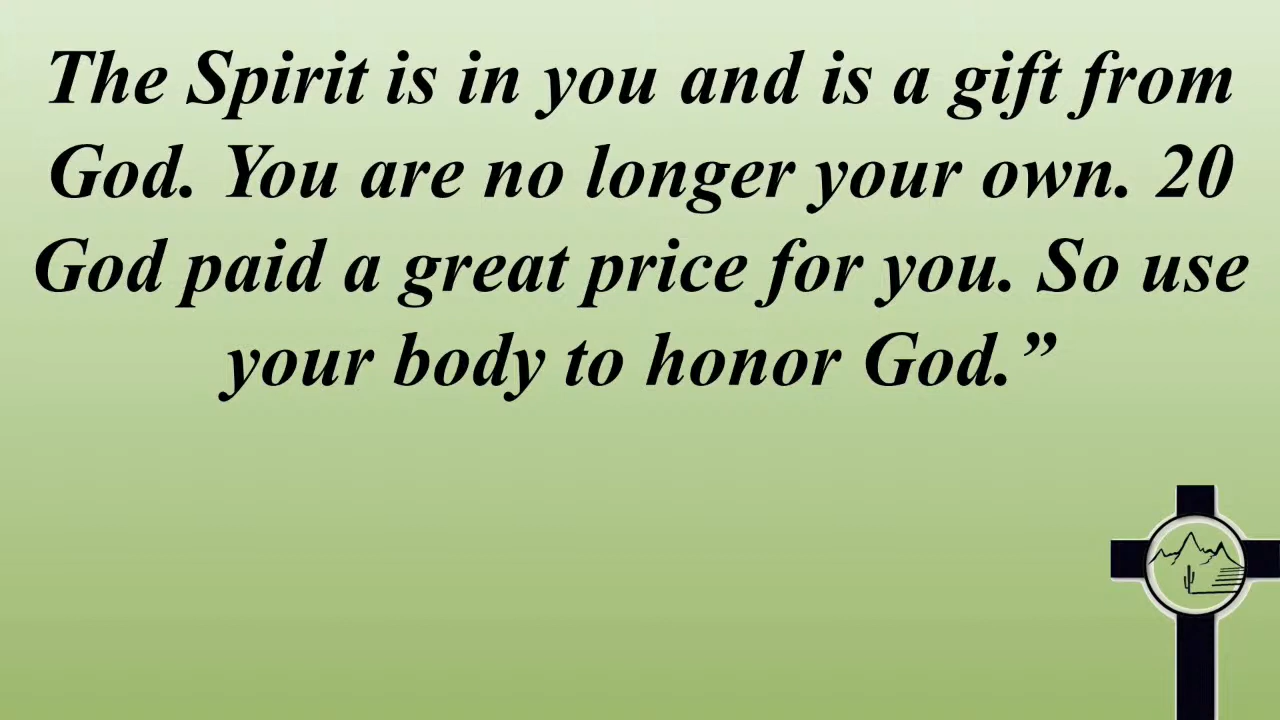 The Spirit is in you and is a gift from
God. You are no longer your own. 20
God paid a great price for you. So use
your body to honor God.”